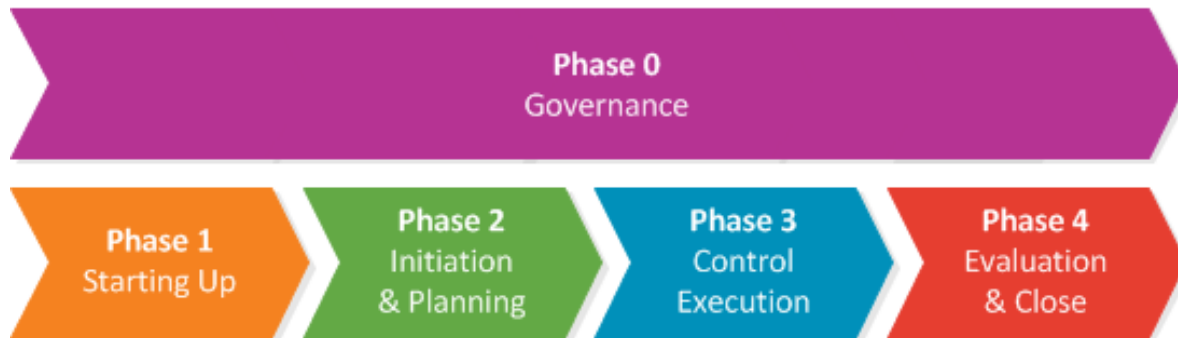 Phase 0
Governance
Phase 1
Starting Up
Phase 2
Initiation
& Planning
Phase 3
Control
Execution
Phase 4
Evaluation
& Close